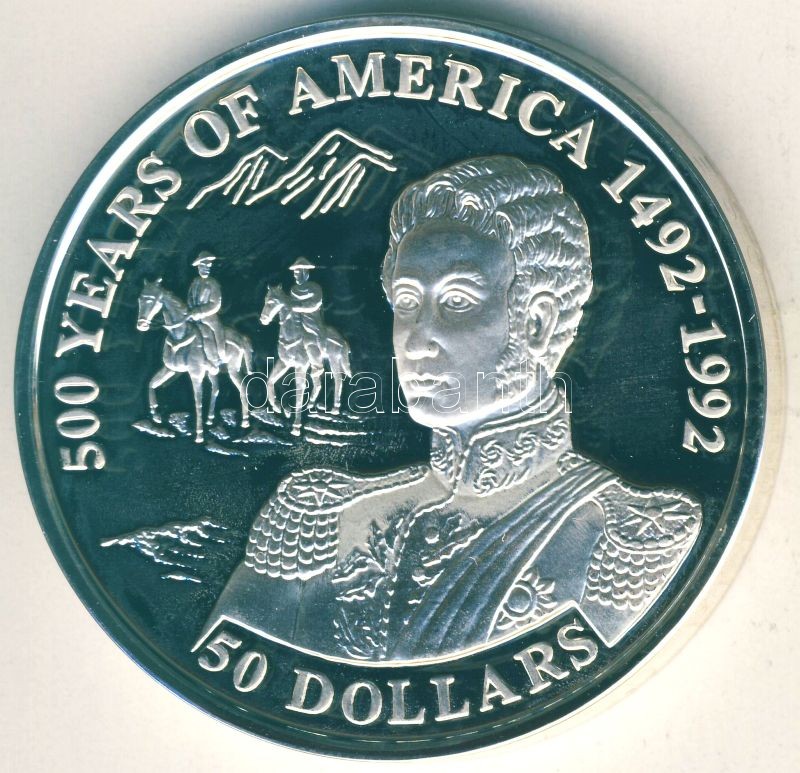 500 YEARS OF AMERICA 1492-1992
darabanth
50 DOLLARS